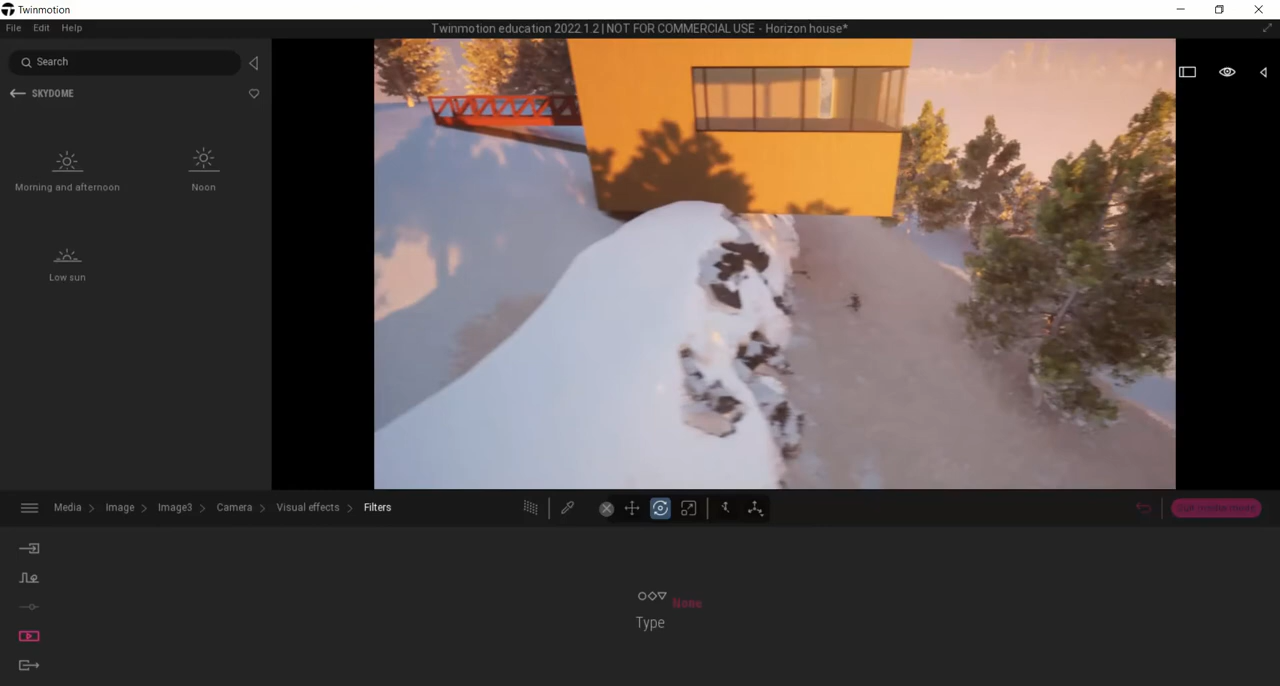 Twinmotion
File Edit Help
Twinmotion education 2022.1.2 | NOT FOR COMMERCIAL USE - Horizon house*
Search
SKYDOME
Morning and afternoon
Noon
Low sun
Media > Image > Image3 > Camera > Visual effects > Filters
None
Type